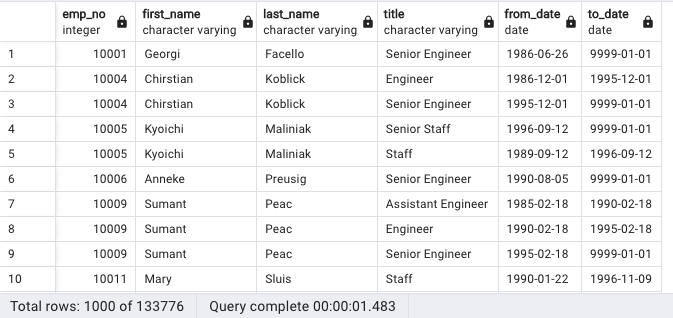 emp_no integer first_name character varying last_name character varying title character varying from_date date to_date date
1 10001 Georgi Facello Senior Engineer 1986-06-26 9999-01-01
2 10004 Chirstian Koblick Engineer 1986-12-01 1995-12-01
3 10004 Chirstian Koblick Senior Engineer 1995-12-01 9999-01-01
4 10005 Kyoichi Maliniak Senior Staff 1996-09-12 9999-01-01
5 10005 Kyoichi Maliniak Staff 1989-09-12 1996-09-12
6 10006 Anneke Preusig Senior Engineer 1990-08-05 9999-01-01
7 10009 Sumant Peac Assistant Engineer 1985-02-18 1990-02-18
8 10009 Sumant Peac Engineer 1990-02-18 1995-02-18
9 10009 Sumant Peac Senior Engineer 1995-02-18 9999-01-01
10 10011 Mary Sluis Staff 1990-01-22 1996-11-09
Total rows: 1000 of 133776 Query complete 00:00:01.483